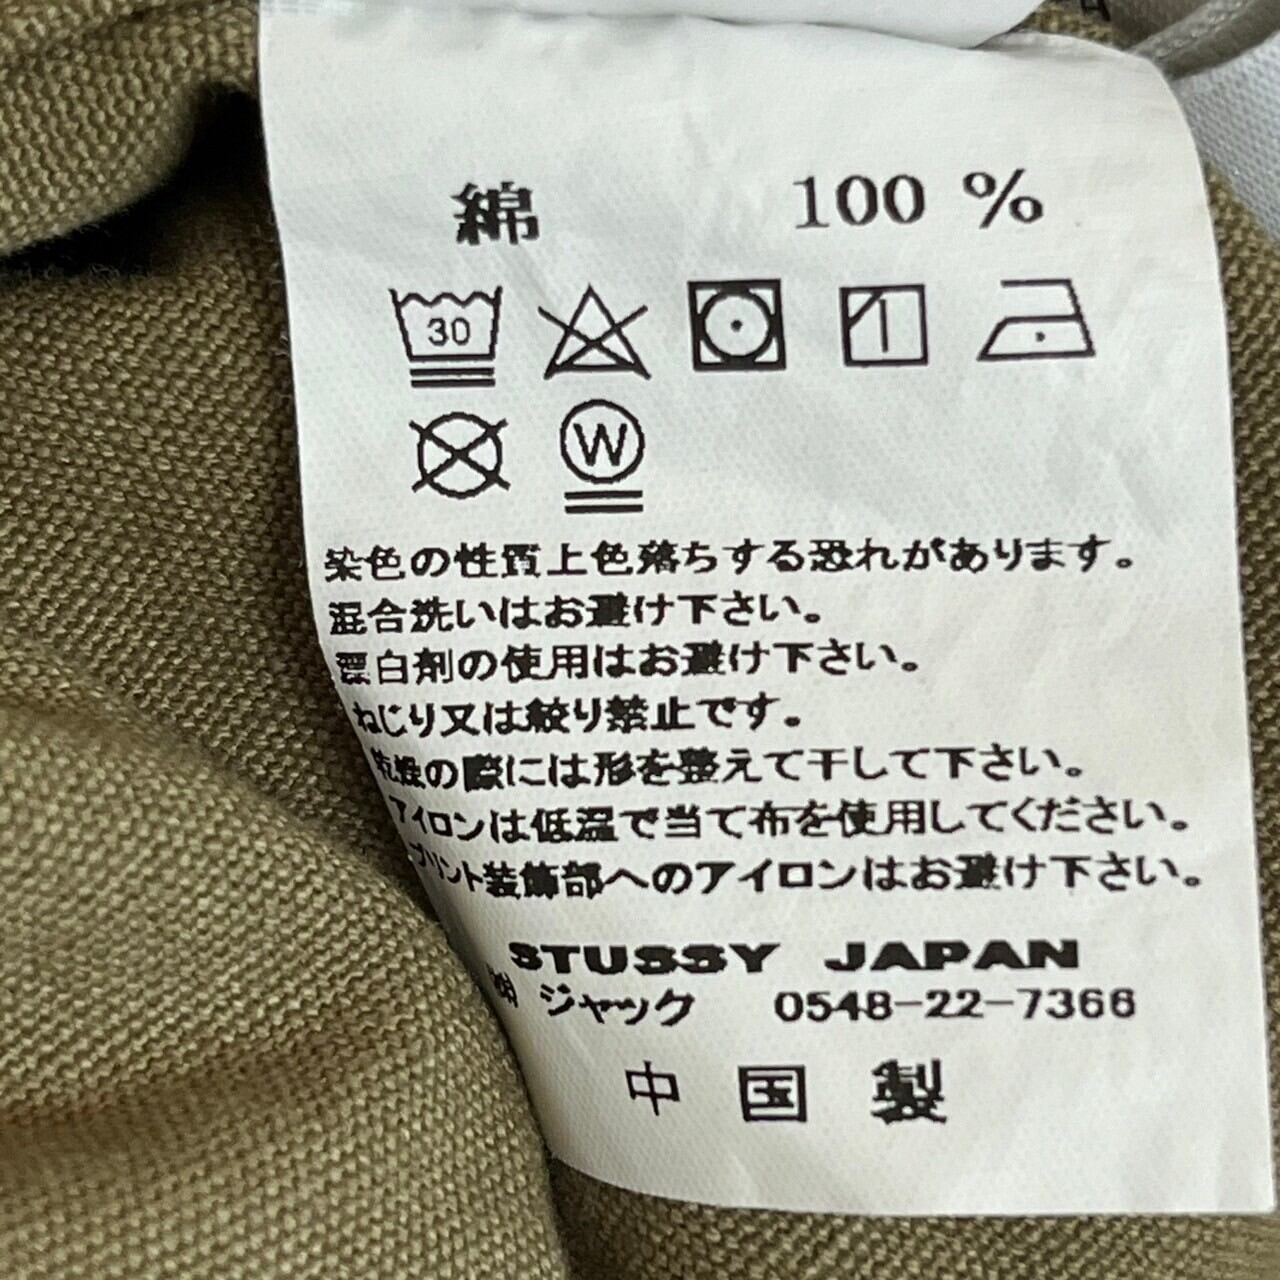 綿 100 %
30
W
染色の性質上色落ちする恐れがあります。
混合洗いはお避け下さい。
漂白剤の使用はお避け下さい。
ねじり又は絞り禁止です。
乾燥の際には形を整えて干して下さい。
アイロンは低温で当て布を使用してください。
プリント装飾部へのアイロンはお避け下さい。
STUSSY JAPAN
ジャック 0548-22-7366
中国製